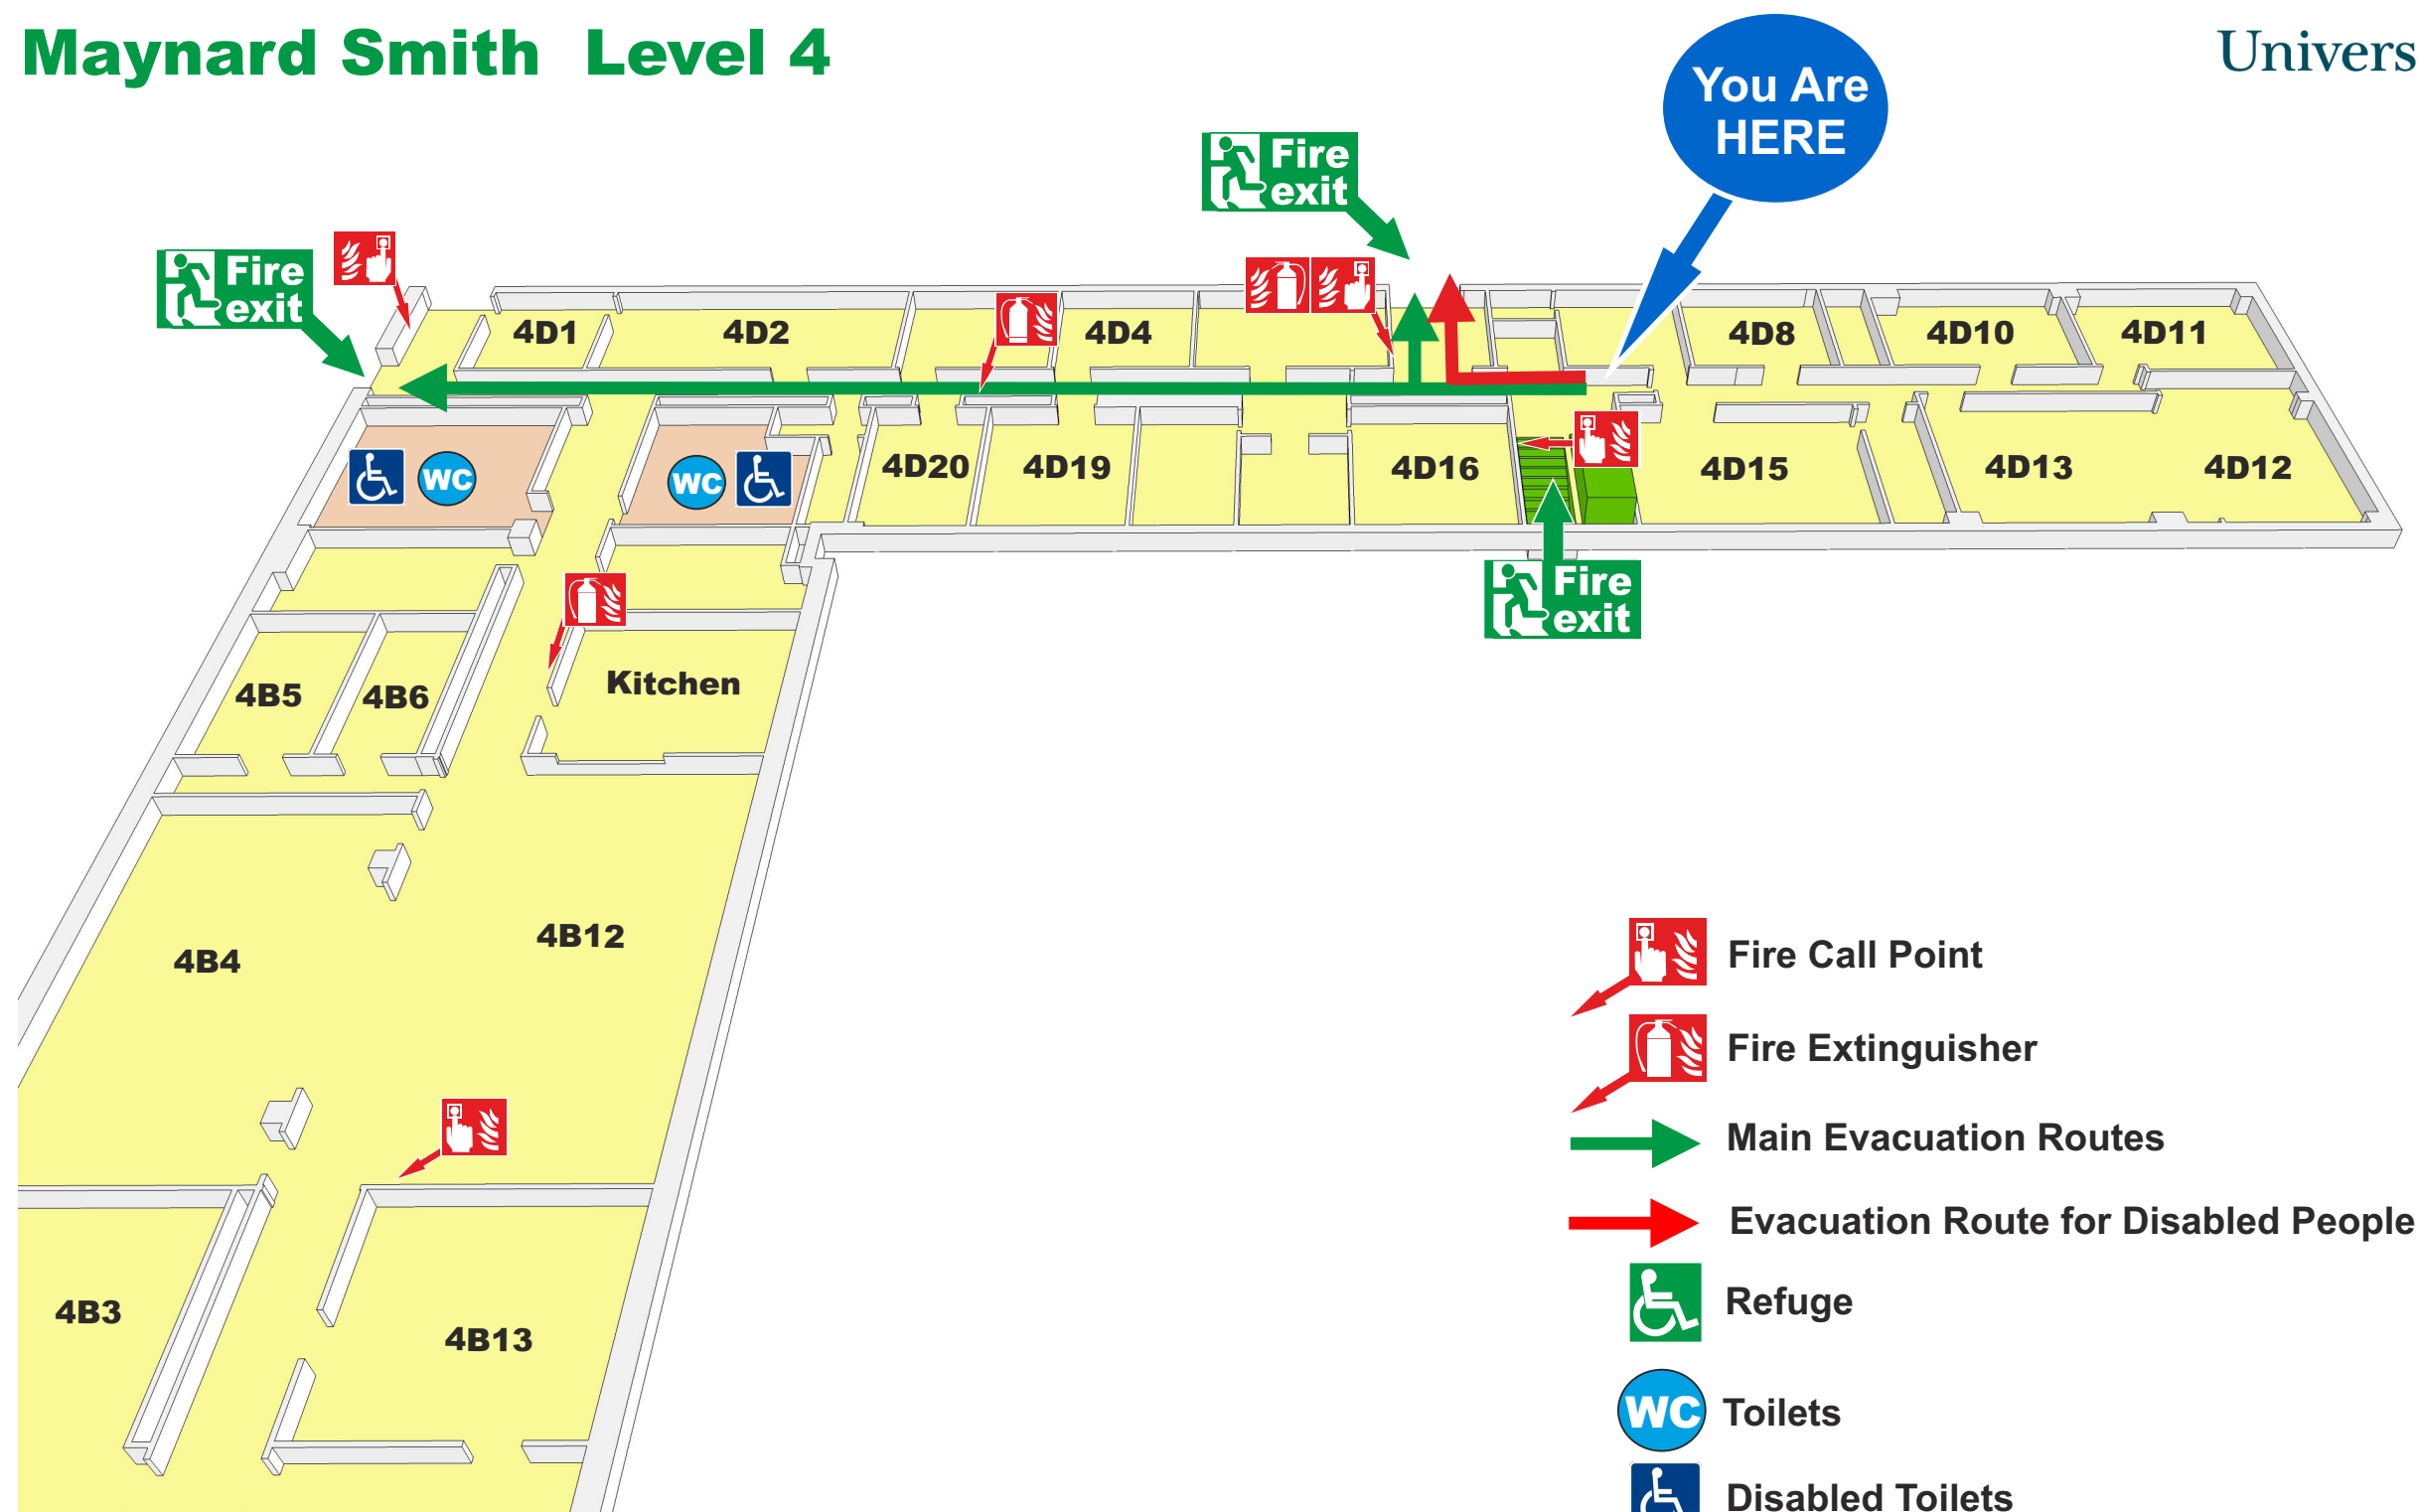 Maynard Smith Level 4
Univers
You Are
HERE
Fire
exit
Fire
exit
4D1
4D2
4D4
4D8
4D10
4D11
WC
WC
4D20
4D19
4D16
4D15
4D13
4D12
Fire
exit
4B5
4B6
Kitchen
4B4
4B12
4B3
4B13
Fire Call Point
Fire Extinguisher
Main Evacuation Routes
Evacuation Route for Disabled People
Refuge
WC Toilets
Disabled Toilets